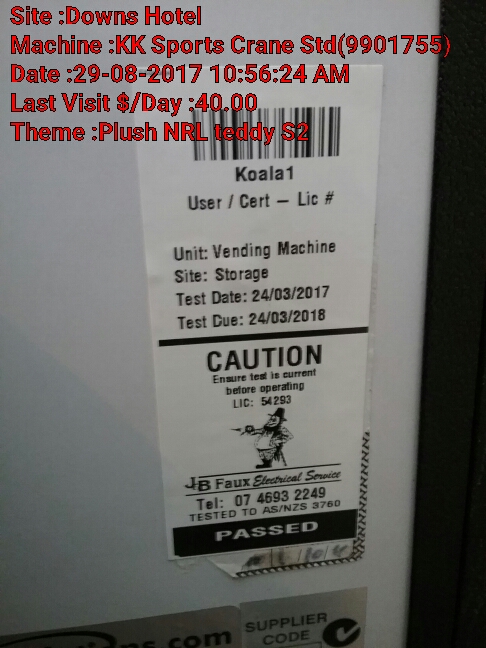 Site :Downs Hotel
Machine :KK Sports Crane Std(9901755)
Date :29-08-2017 10:56:24 AM
Last Visit $/Day :40.00
Theme :Plush NRL teddy S2
Koala1
User / Cert – Lic #
Unit: Vending Machine
Site: Storage
Test Date: 24/03/2017
Test Due: 24/03/2018
CAUTION
Ensure test is current
before operating
LIC: 54293
J&B Faux Electrical Service
Tel: 07 4693 2249
TESTED TO AS/NZS 3760
PASSED
.com
SUPPLIER
CODE